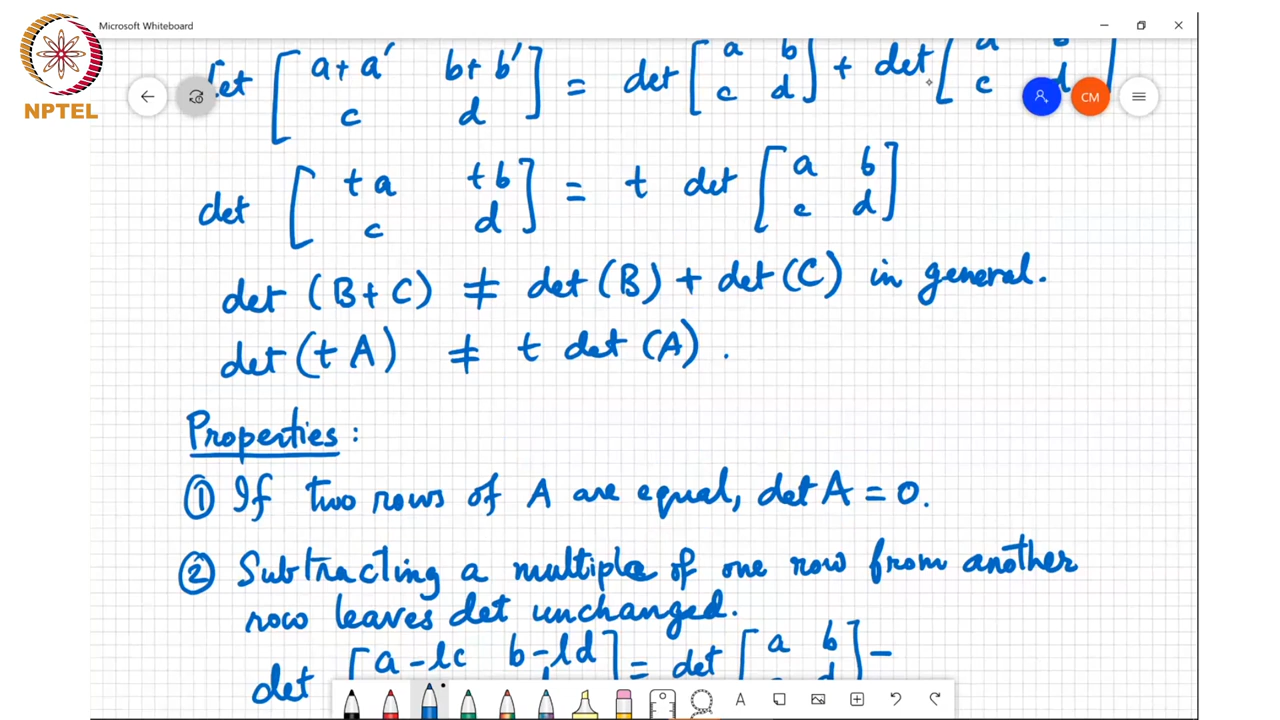 Microsoft Whiteboard
NPTEL
CM
det [ a + a' b + b' ; c d ] = det [ a b ; c d ] + det [ c d ]
det [ ta tb ; c d ] = t det [ a b ; c d ]
det (B + C) ≠ det (B) + det (C) in general.
det (t A) ≠ t det (A).
Properties :
① If two rows of A are equal, det A = 0.
② Subtracting a multiple of one row from another
row leaves det unchanged.
det [ a - lc b - ld ] = det [ a b ] -
A